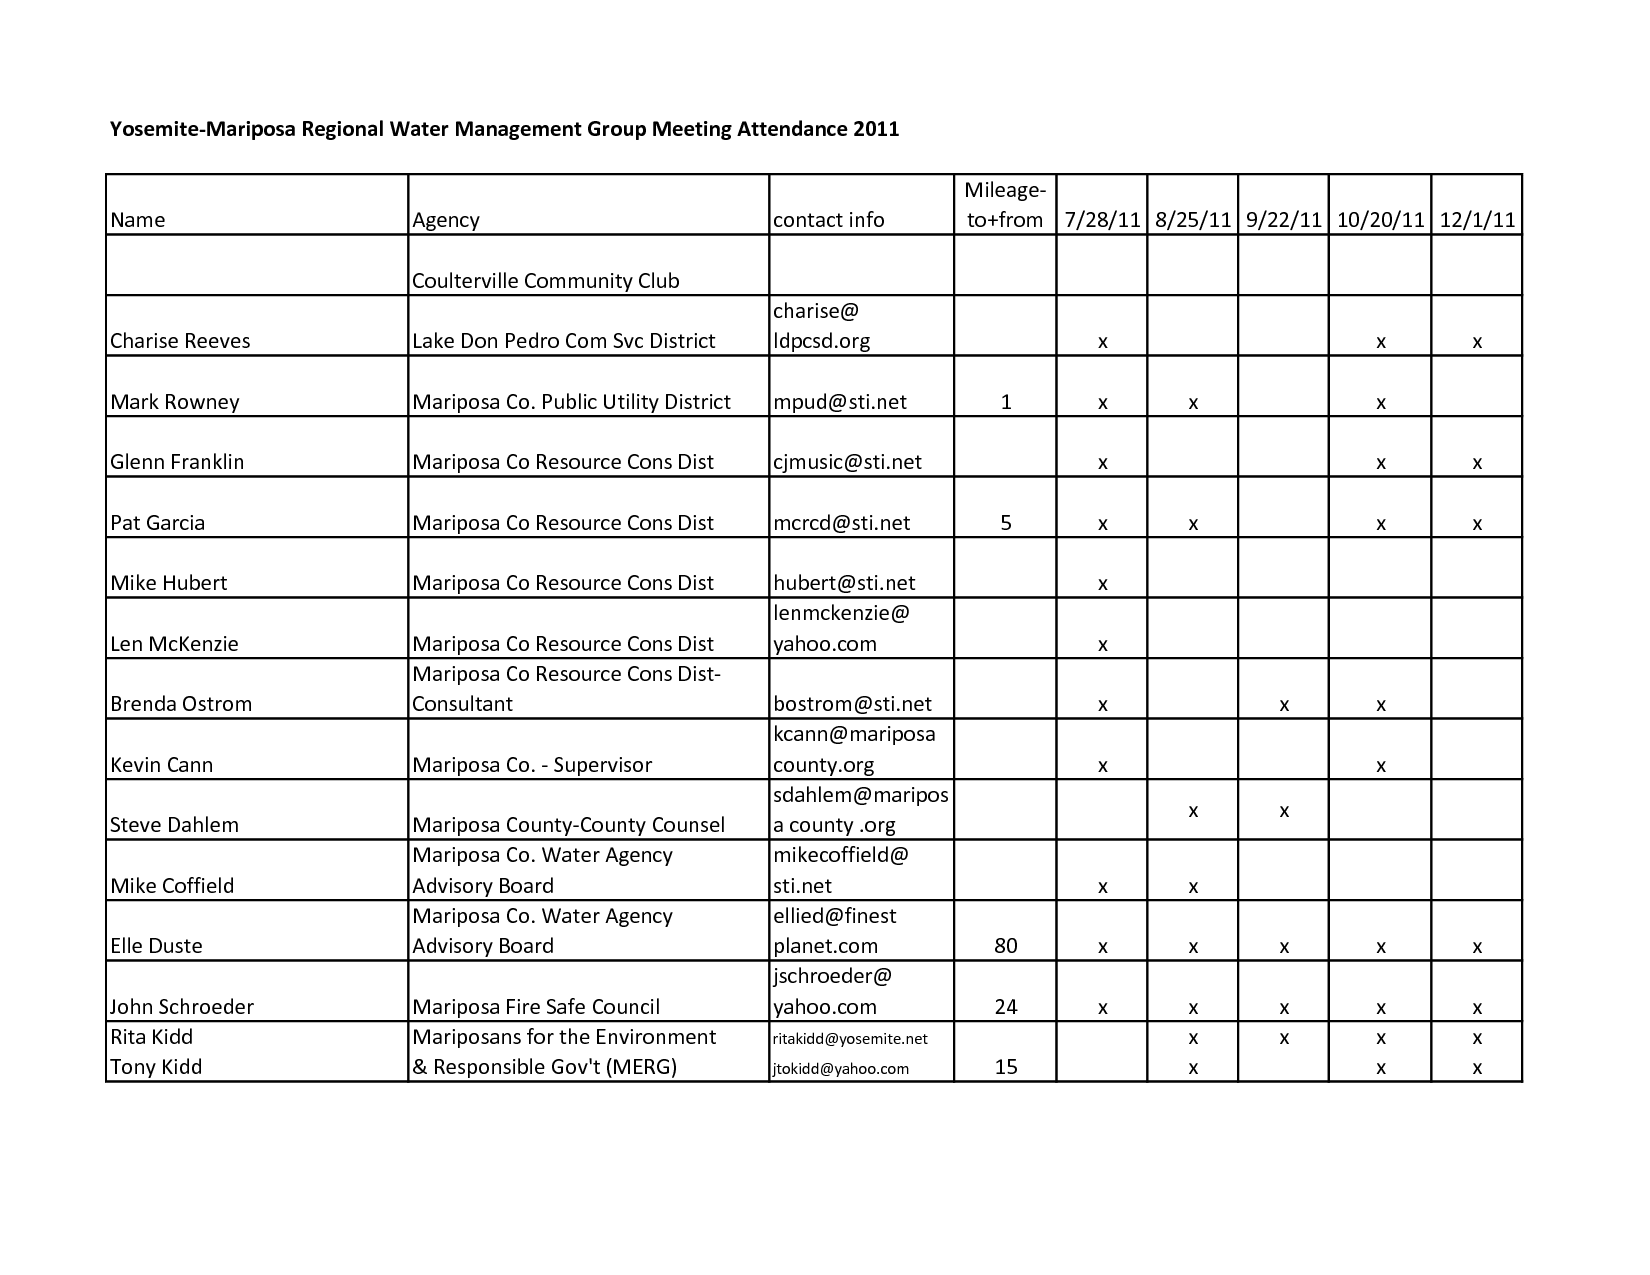 Yosemite-Mariposa Regional Water Management Group Meeting Attendance 2011
Mileage-
Name Agency contact info to+from 7/28/11 8/25/11 9/22/11 10/20/11 12/1/11
Coulterville Community Club
charise@
Charise Reeves Lake Don Pedro Com Svc District ldpcsd.org x x x
Mark Rowney Mariposa Co. Public Utility District mpud@sti.net 1 x x x
Glenn Franklin Mariposa Co Resource Cons Dist cjmusic@sti.net x x x
Pat Garcia Mariposa Co Resource Cons Dist mcrcd@sti.net 5 x x x x
Mike Hubert Mariposa Co Resource Cons Dist hubert@sti.net x
lenmckenzie@
Len McKenzie Mariposa Co Resource Cons Dist yahoo.com x
Mariposa Co Resource Cons Dist-
Brenda Ostrom Consultant bostrom@sti.net x x x
kcann@mariposa
Kevin Cann Mariposa Co. - Supervisor county.org x x
sdahlem@maripos
Steve Dahlem Mariposa County-County Counsel a county .org x x
Mariposa Co. Water Agency mikecoffield@
Mike Coffield Advisory Board sti.net x x
Mariposa Co. Water Agency ellied@finest
Elle Duste Advisory Board planet.com 80 x x x x x
jschroeder@
John Schroeder Mariposa Fire Safe Council yahoo.com 24 x x x x x
Rita Kidd Mariposans for the Environment ritakidd@yosemite.net x x x x
Tony Kidd & Responsible Gov't (MERG) jtokidd@yahoo.com 15 x x x